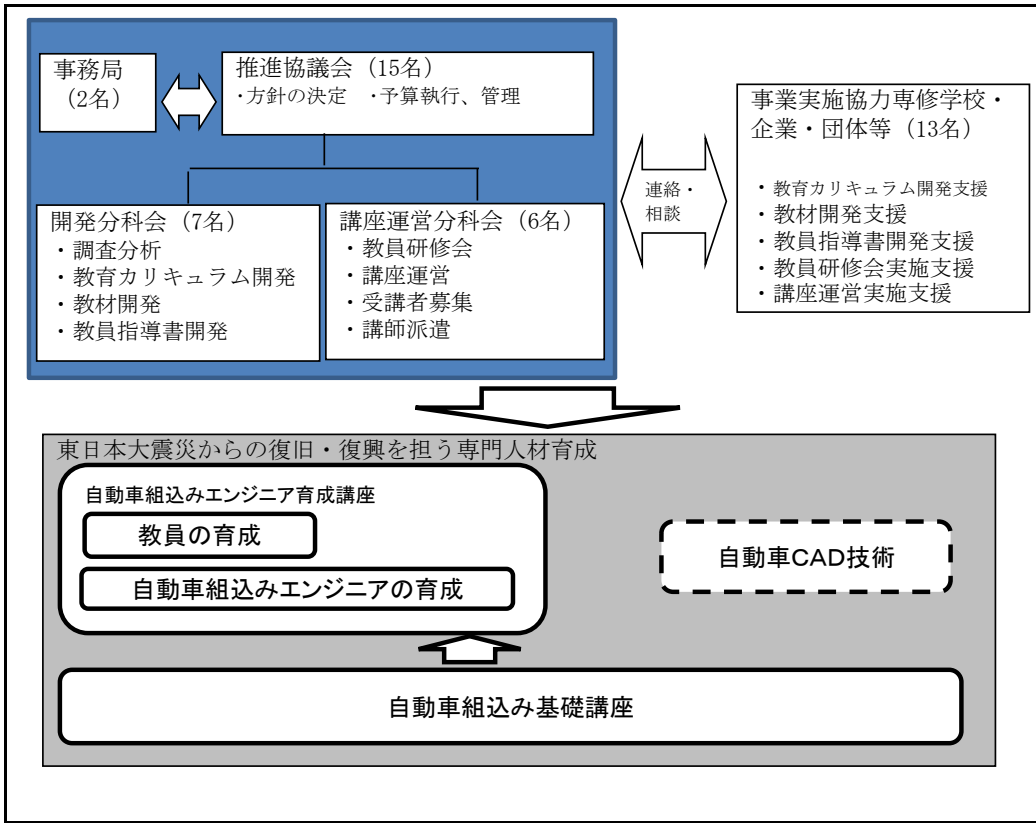 事務局
（2名）
推進協議会（15名）
・方針の決定　・予算執行、管理
開発分科会（7名）
・調査分析
・教育カリキュラム開発
・教材開発
・教員指導書開発
講座運営分科会（6名）
・教員研修会
・講座運営
・受講者募集
・講師派遣
連絡・
相談
事業実施協力専修学校・
企業・団体等（13名）
・教育カリキュラム開発支援
・教材開発支援
・教員指導書開発支援
・教員研修会実施支援
・講座運営実施支援
東日本大震災からの復旧・復興を担う専門人材育成
自動車組込みエンジニア育成講座
教員の育成
自動車組込みエンジニアの育成
自動車CAD技術
自動車組込み基礎講座